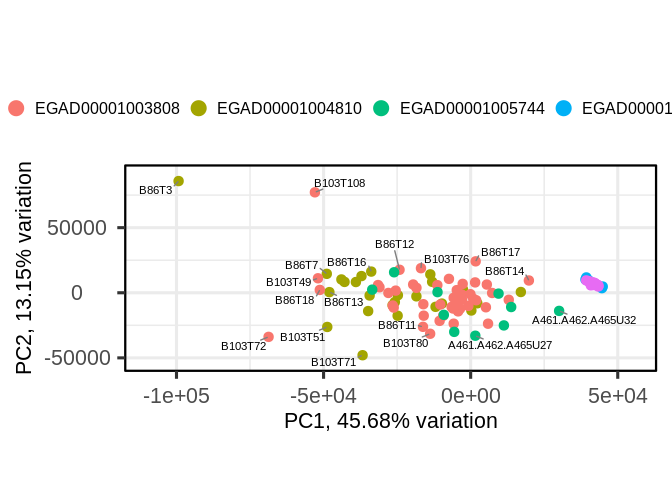 EGAD00001003808 EGAD00001004810 EGAD00001005744 EGAD00001
B86T3
B103T108
B86T12
B86T17
B86T7
B86T16
B103T76
B86T14
B103T49
B86T18
B86T13
A461.A462.A465U32
B86T11
B103T51
B103T80
A461.A462.A465U27
B103T72
B103T71
50000
0
-50000
PC2, 13.15% variation
-1e+05 -5e+04 0e+00 5e+04
PC1, 45.68% variation